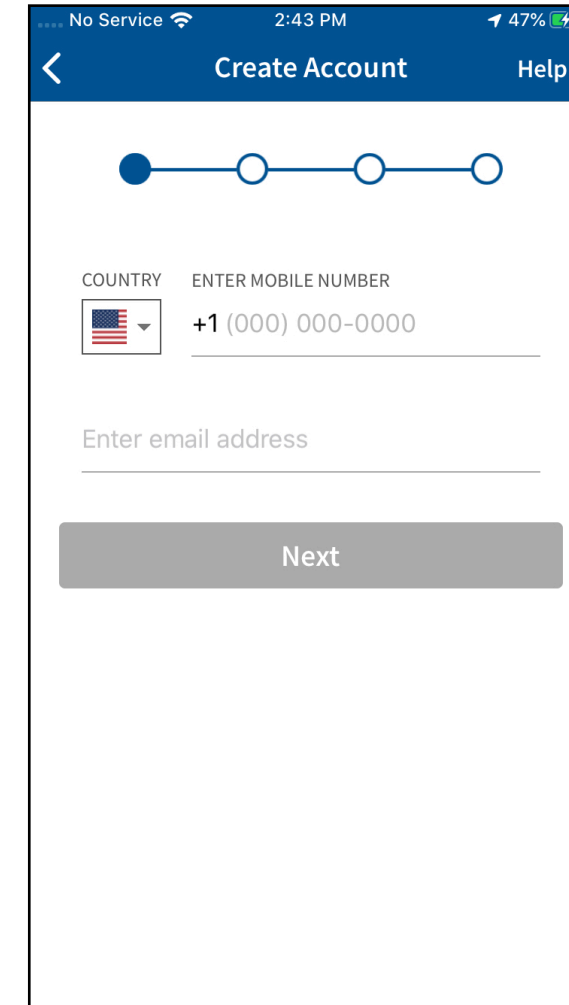 No Service 2:43 PM 47%
Create Account Help
COUNTRY ENTER MOBILE NUMBER
+1 (000) 000-0000
Enter email address
Next